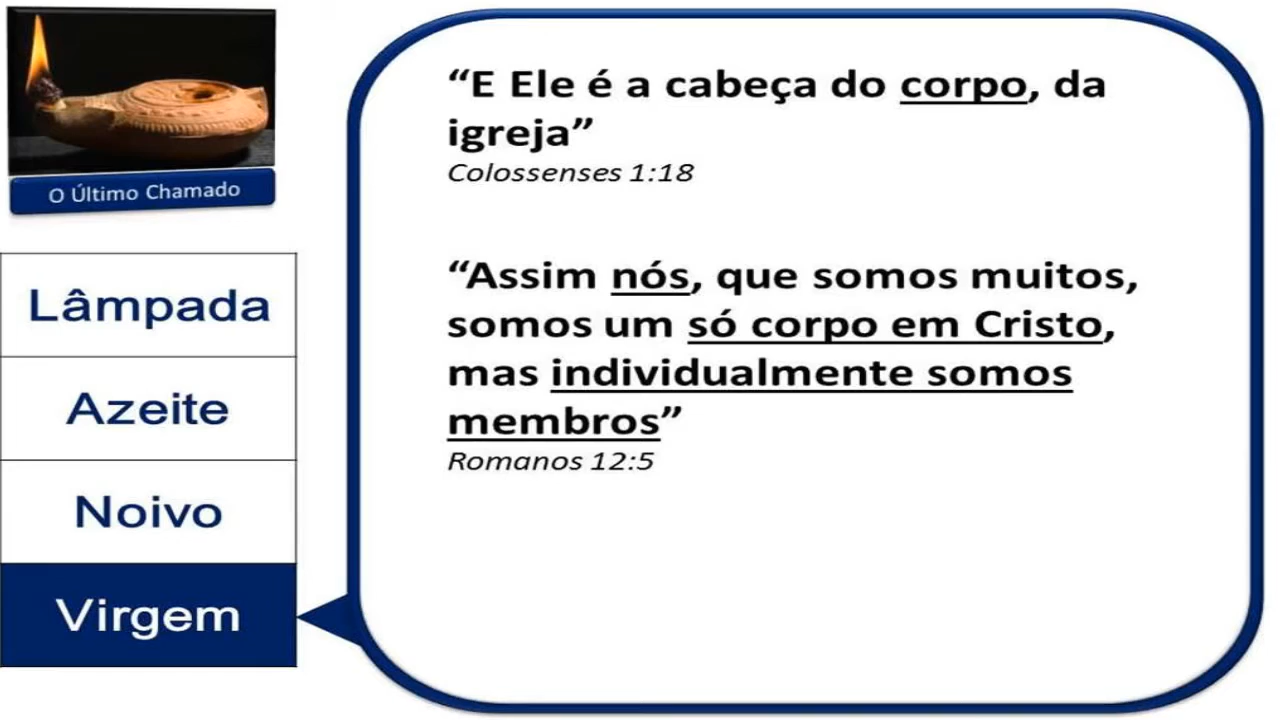 O Último Chamado
Lâmpada
Azeite
Noivo
Virgem
“E Ele é a cabeça do corpo, da
igreja”
Colossenses 1:18
“Assim nós, que somos muitos,
somos um só corpo em Cristo,
mas individualmente somos
membros”
Romanos 12:5